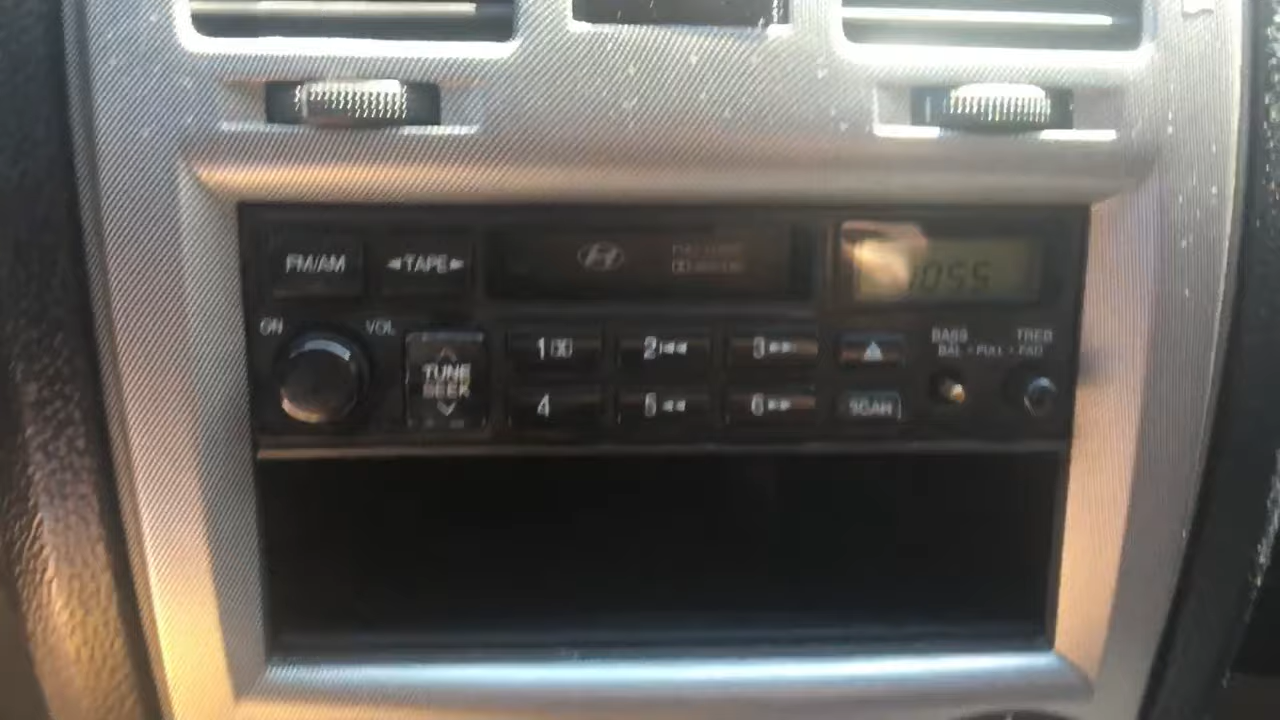 FM/AM
◄TAPE►
1055
ON
VOL
TUNE
SEEK
1
2
3
BASS
TREB
BAL • PULL • FAD
4
5
6
SCAN